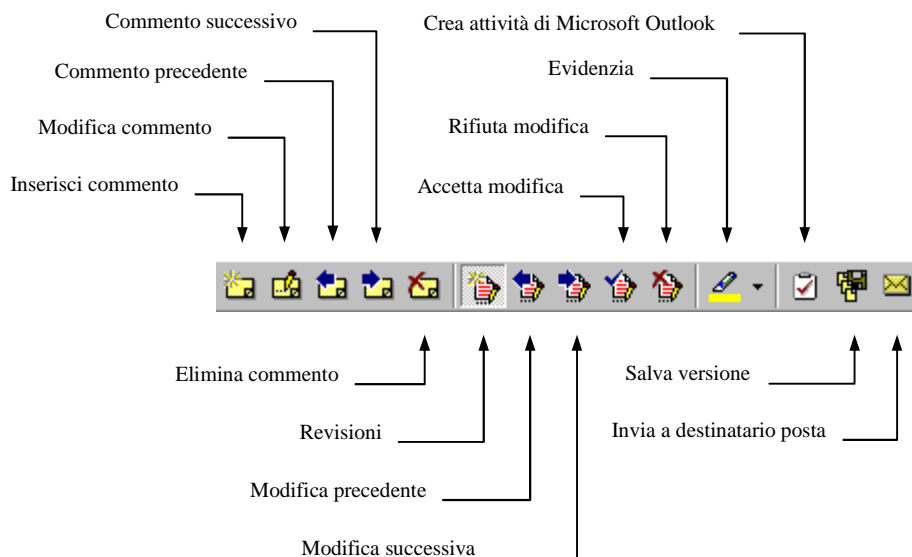 Commento successivo
Crea attività di Microsoft Outlook
Commento precedente
Evidenzia
Modifica commento
Rifiuta modifica
Inserisci commento
Accetta modifica
Elimina commento
Salva versione
Revisioni
Invia a destinatario posta
Modifica precedente
Modifica successiva